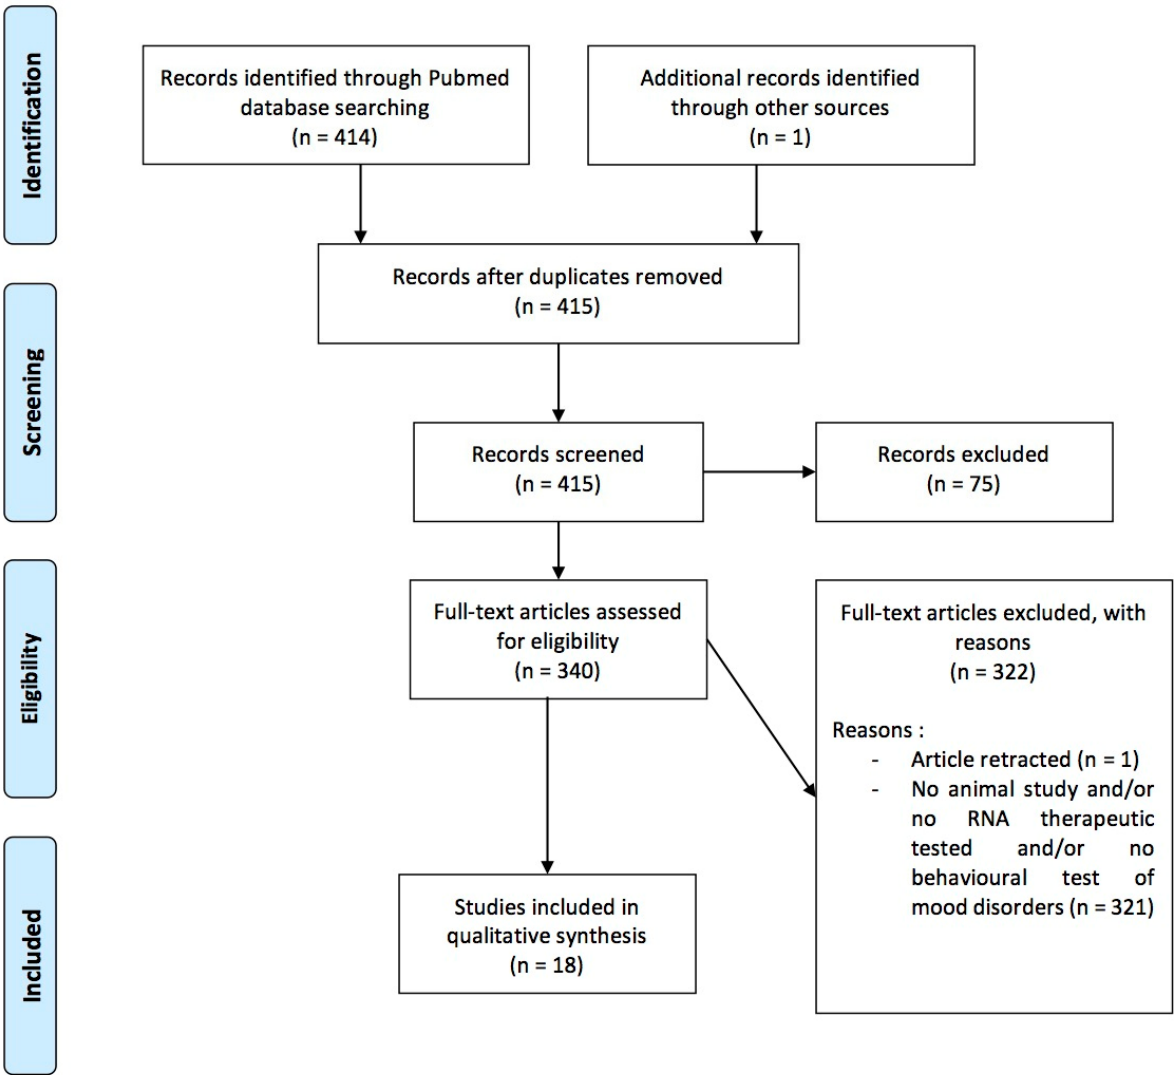 Identification
Records identified through Pubmed
database searching
(n = 414)
Additional records identified
through other sources
(n = 1)
Records after duplicates removed
(n = 415)
Screening
Records screened
(n = 415)
Records excluded
(n = 75)
Eligibility
Full-text articles assessed
for eligibility
(n = 340)
Full-text articles excluded, with
reasons
(n = 322)
Reasons :
- Article retracted (n = 1)
- No animal study and/or
no RNA therapeutic
tested and/or no
behavioural test of
mood disorders (n = 321)
Included
Studies included in
qualitative synthesis
(n = 18)